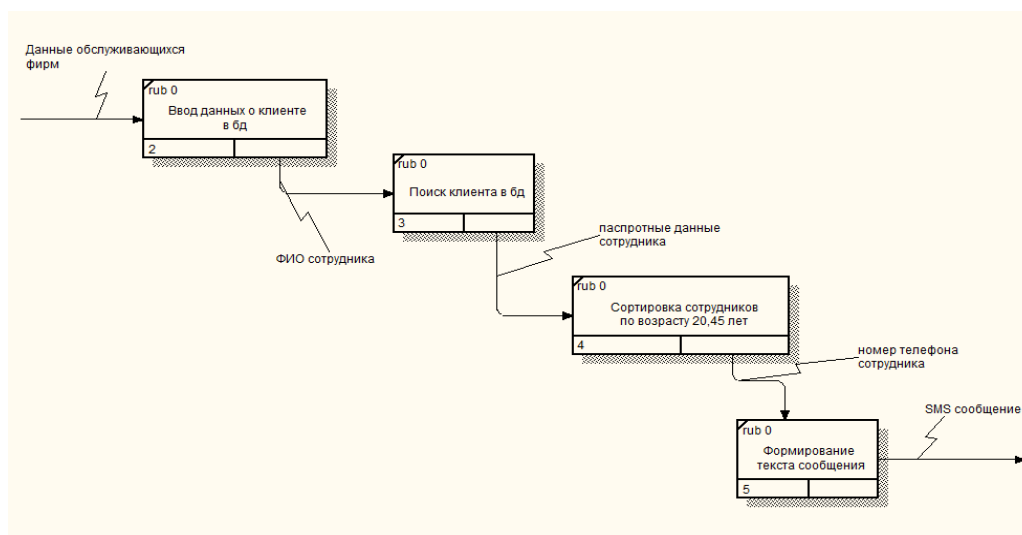 Данные обслуживающихся
фирм
rub 0
Ввод данных о клиенте
в бд
2
rub 0
Поиск клиента в бд
3
ФИО сотрудника
паспротные данные
сотрудника
rub 0
Сортировка сотрудников
по возрасту 20,45 лет
4
номер телефона
сотрудника
SMS сообщение
rub 0
Формирование
текста сообщения
5